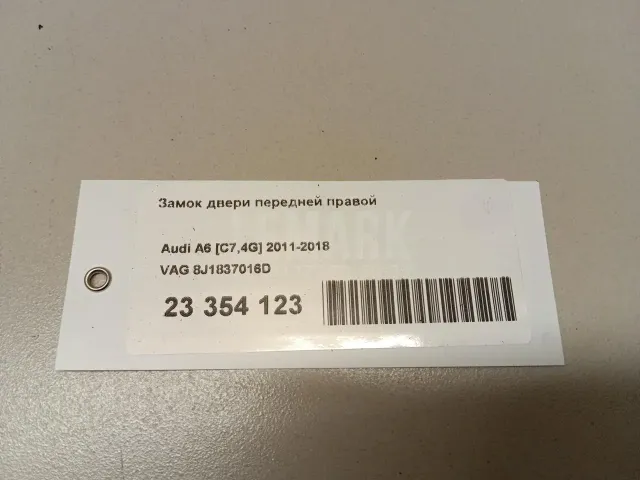 Замок двери передней правой
Audi A6 [C7,4G] 2011-2018
VAG 8J1837016D
23 354 123